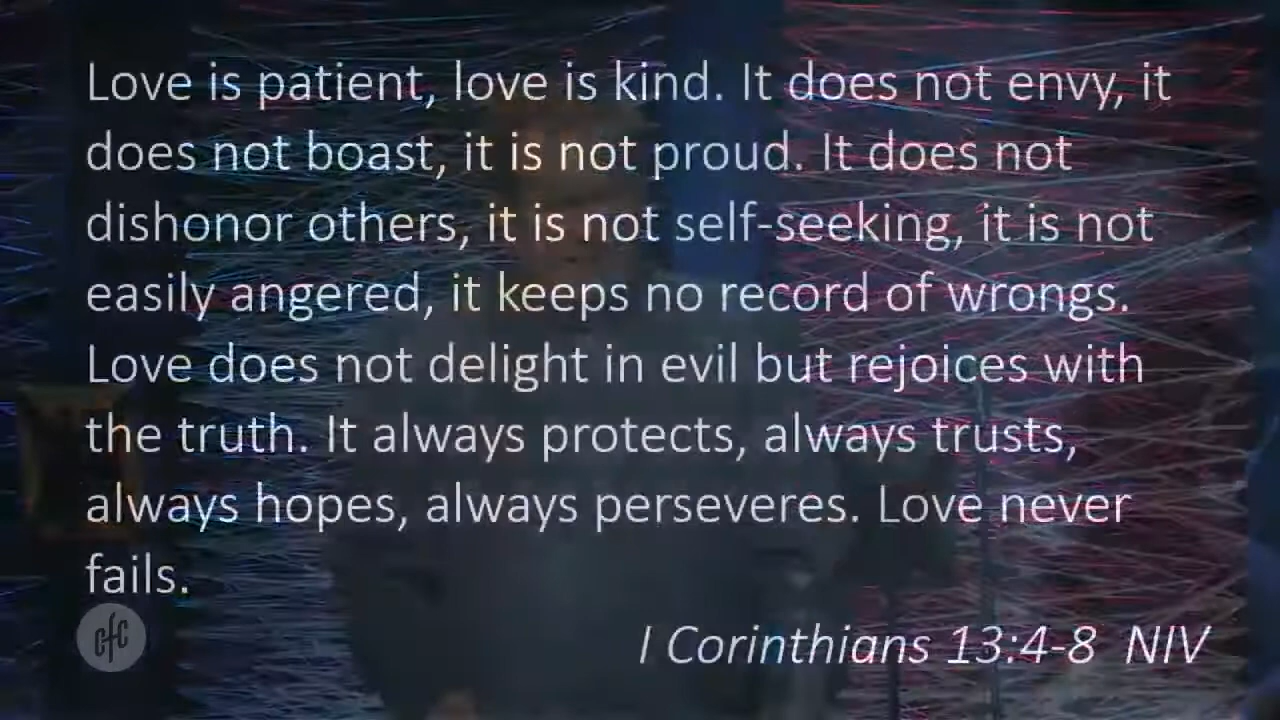 Love is patient, love is kind. It does not envy, it
does not boast, it is not proud. It does not
dishonor others, it is not self-seeking, it is not
easily angered, it keeps no record of wrongs.
Love does not delight in evil but rejoices with
the truth. It always protects, always trusts,
always hopes, always perseveres. Love never
fails.
cfc
I Corinthians 13:4-8 NIV